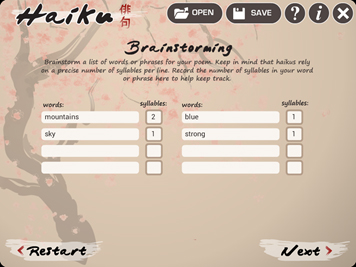 Haiku 俳句
OPEN
SAVE
?
i
Brainstorming
Brainstorm a list of words or phrases for your poem. Keep in mind that haikus rely
on a precise number of syllables per line. Record the number of syllables in your word
or phrase here to help keep track.
words: syllables: words: syllables:
mountains 2 blue 1
sky 1 strong 1
Restart
Next